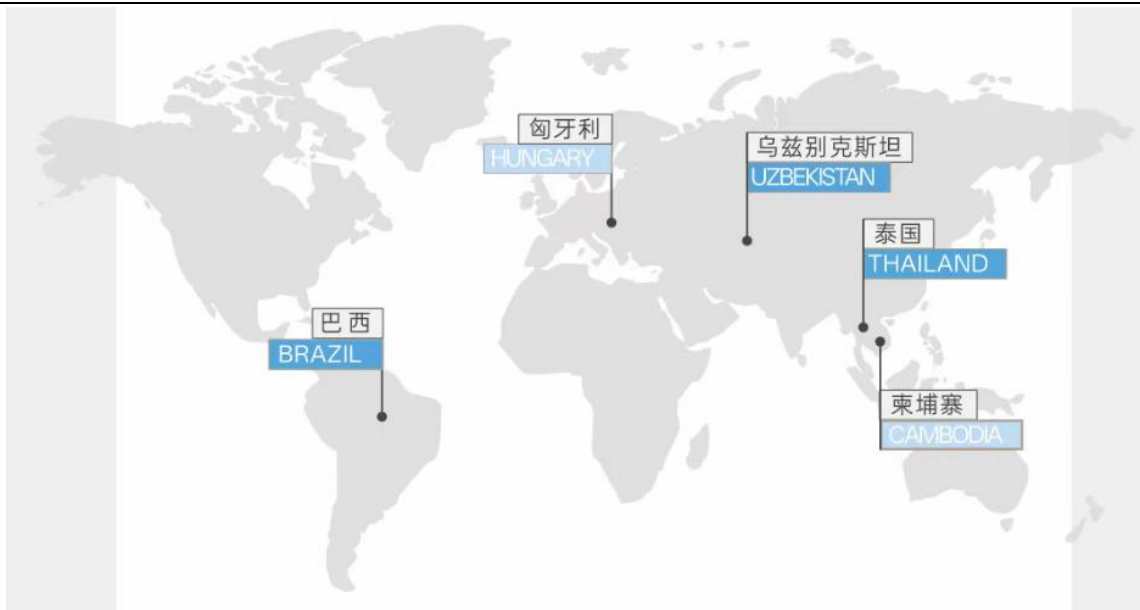 匈牙利
HUNGARY
乌兹别克斯坦
UZBEKISTAN
泰国
THAILAND
巴西
BRAZIL
柬埔寨
CAMBODIA